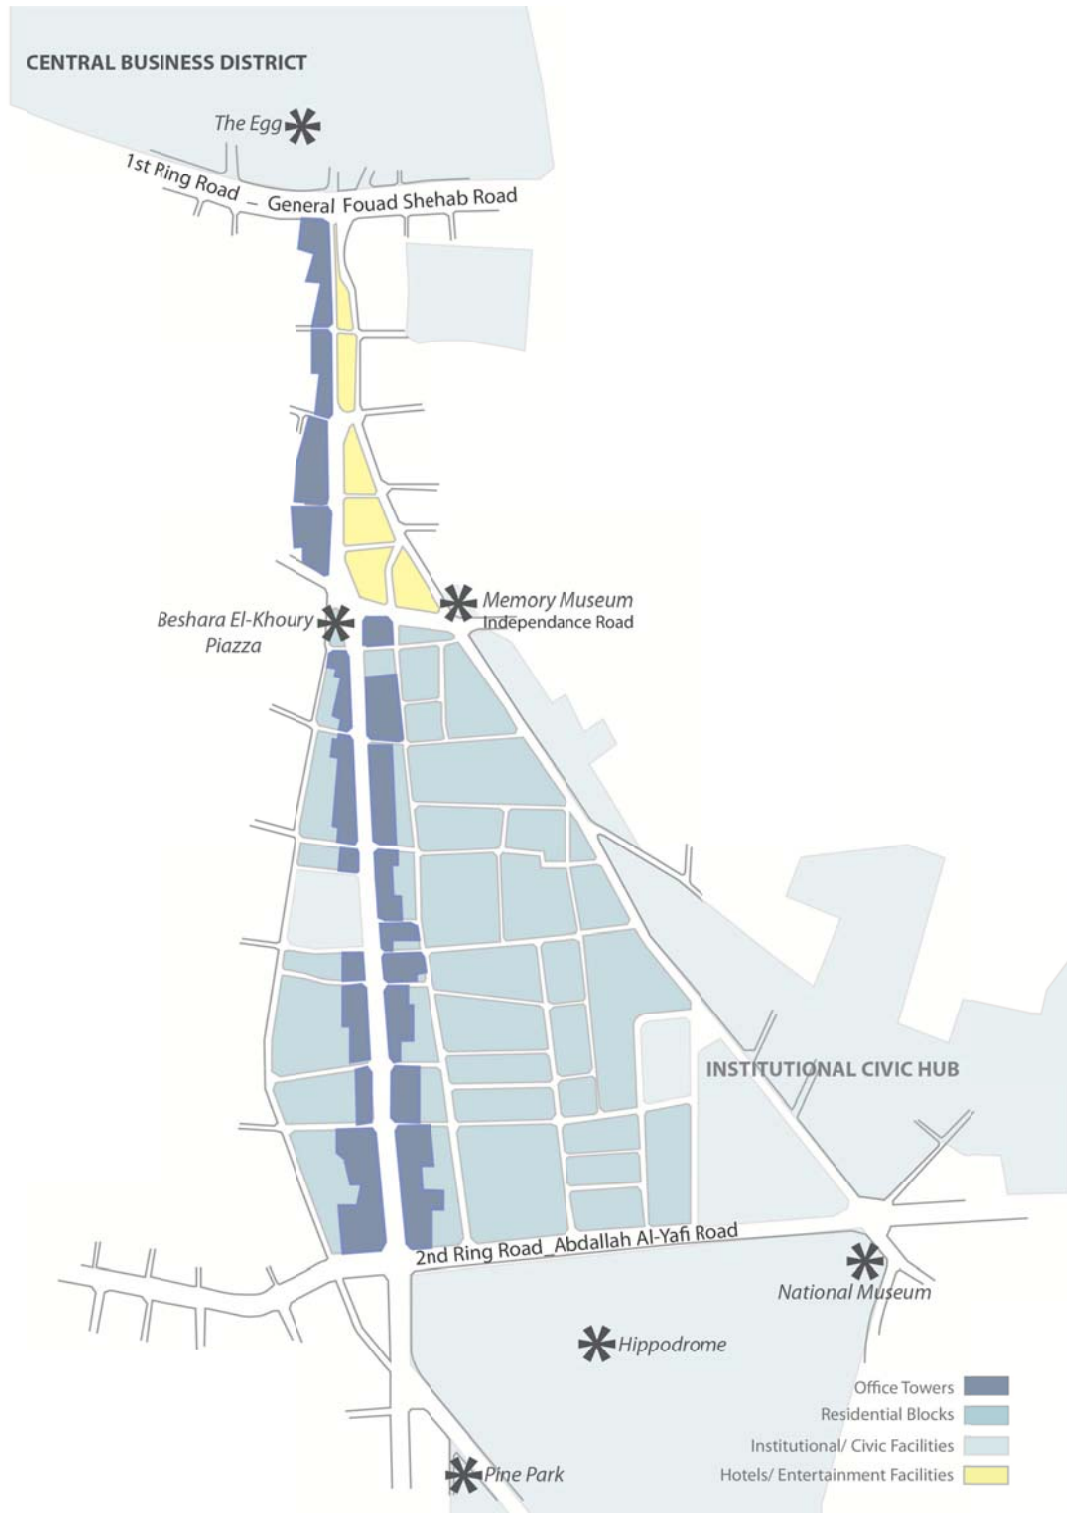 CENTRAL BUSINESS DISTRICT
The Egg
1st Ring Road _ General Fouad Shehab Road
Memory Museum
Independance Road
Beshara El-Khoury
Piazza
INSTITUTIONAL CIVIC HUB
2nd Ring Road_Abdallah Al-Yafi Road
National Museum
Hippodrome
Pine Park
Office Towers
Residential Blocks
Institutional/ Civic Facilities
Hotels/ Entertainment Facilities